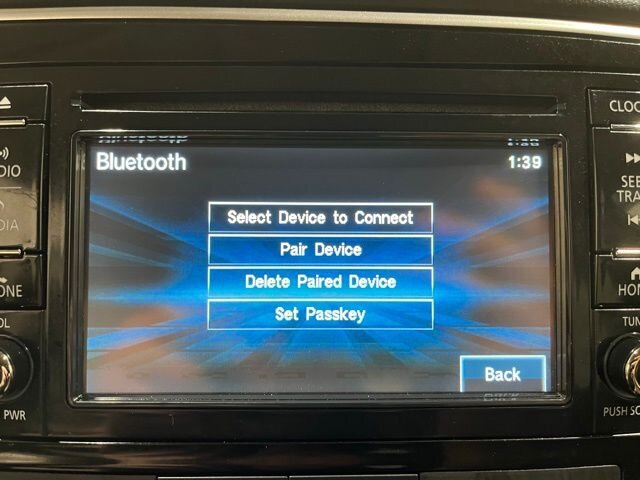 CLOC
Bluetooth
1:39
DIO
SEE
TRA
DIA
Select Device to Connect
Pair Device
Delete Paired Device
Set Passkey
ONE
HOM
OL
TUN
Back
PWR
PUSH SO